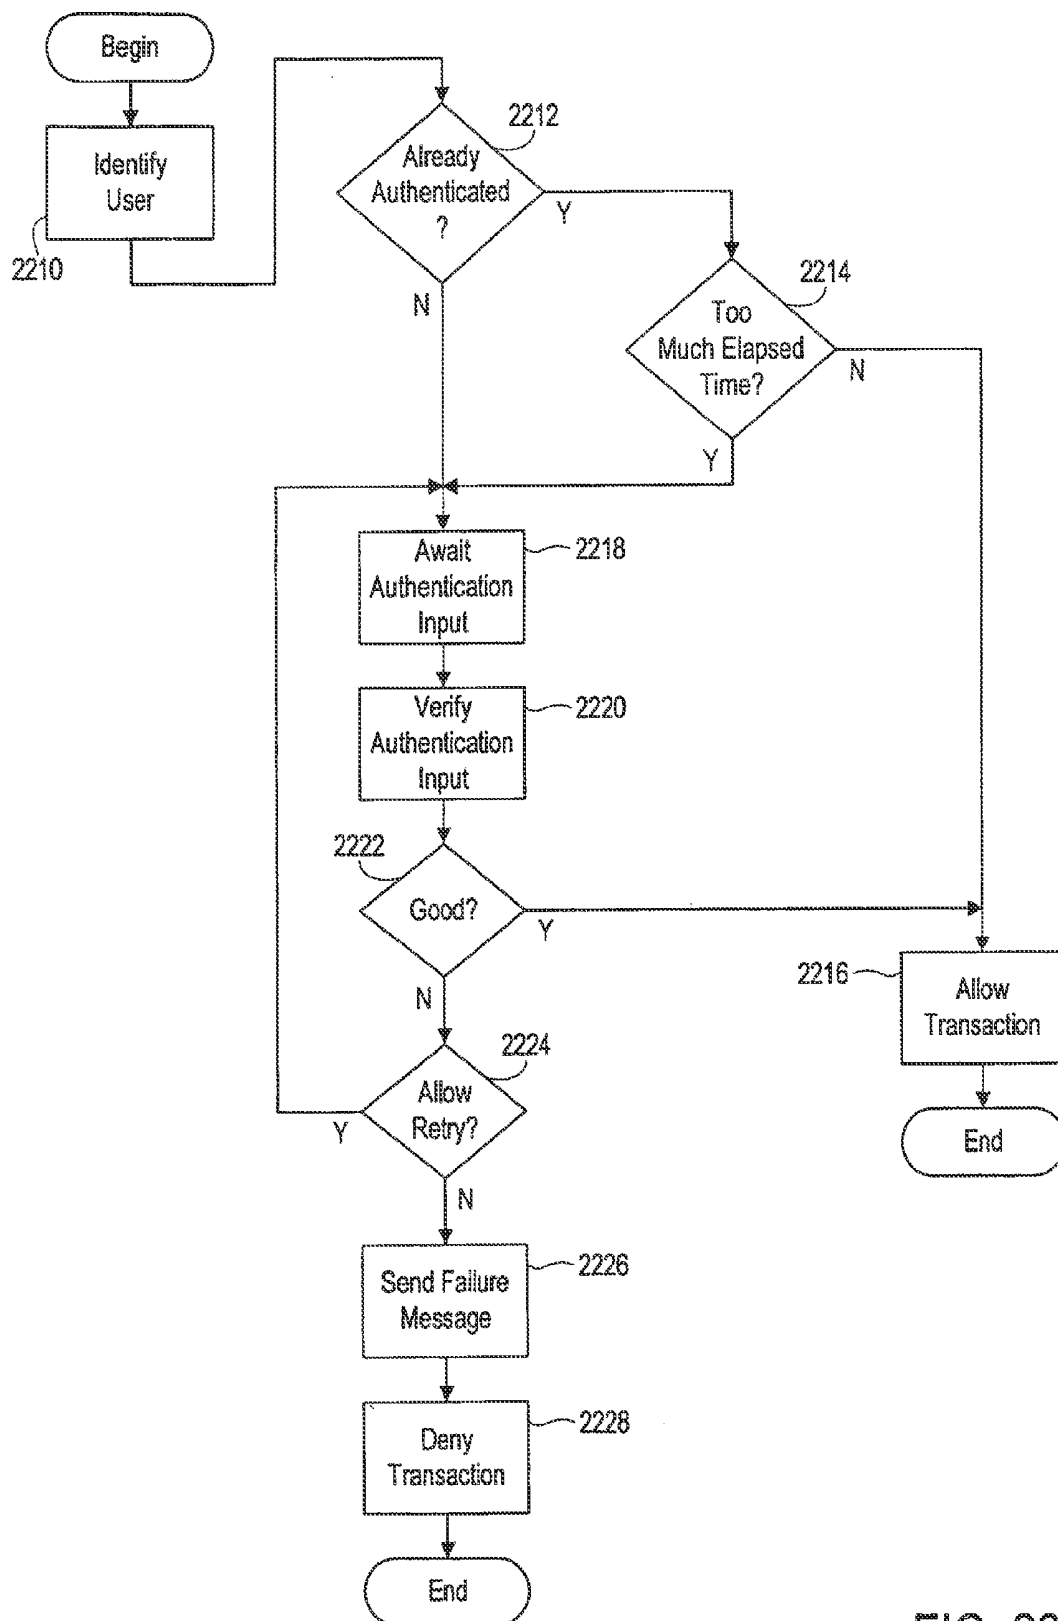 Begin
Identify
User
2210
2212
Already
Authenticated
?
Y
N
2214
Too
Much Elapsed
Time?
N
Y
Await
Authentication
Input
2218
Verify
Authentication
Input
2220
2222
Good?
Y
N
2216
Allow
Transaction
End
2224
Allow
Retry?
Y
N
Send Failure
Message
2226
Deny
Transaction
2228
End